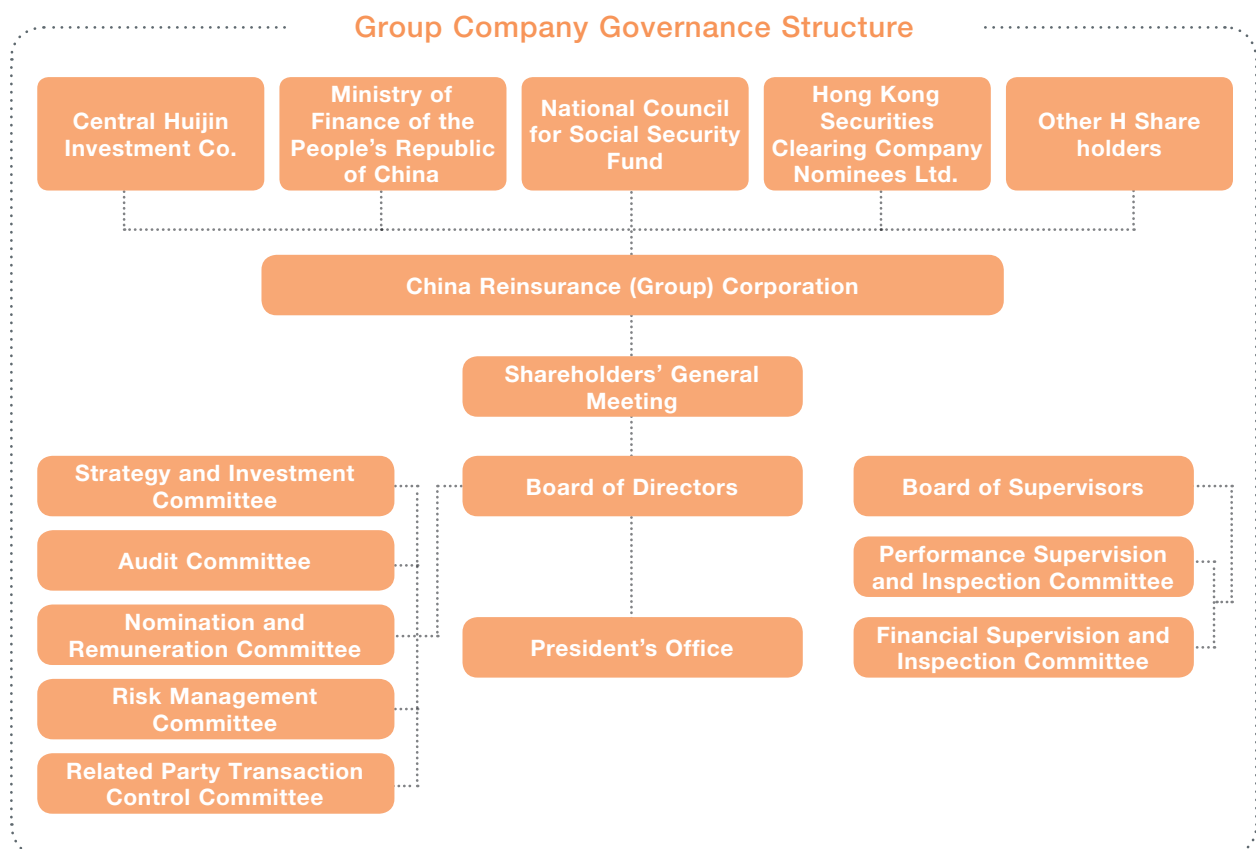 Group Company Governance Structure
Central Huijin
Investment Co.
Ministry of
Finance of the
People’s Republic
of China
National Council
for Social Security
Fund
Hong Kong
Securities
Clearing Company
Nominees Ltd.
Other H Share
holders
China Reinsurance (Group) Corporation
Shareholders’ General
Meeting
Strategy and Investment
Committee
Audit Committee
Nomination and
Remuneration Committee
Risk Management
Committee
Related Party Transaction
Control Committee
Board of Directors
President’s Office
Board of Supervisors
Performance Supervision
and Inspection Committee
Financial Supervision and
Inspection Committee